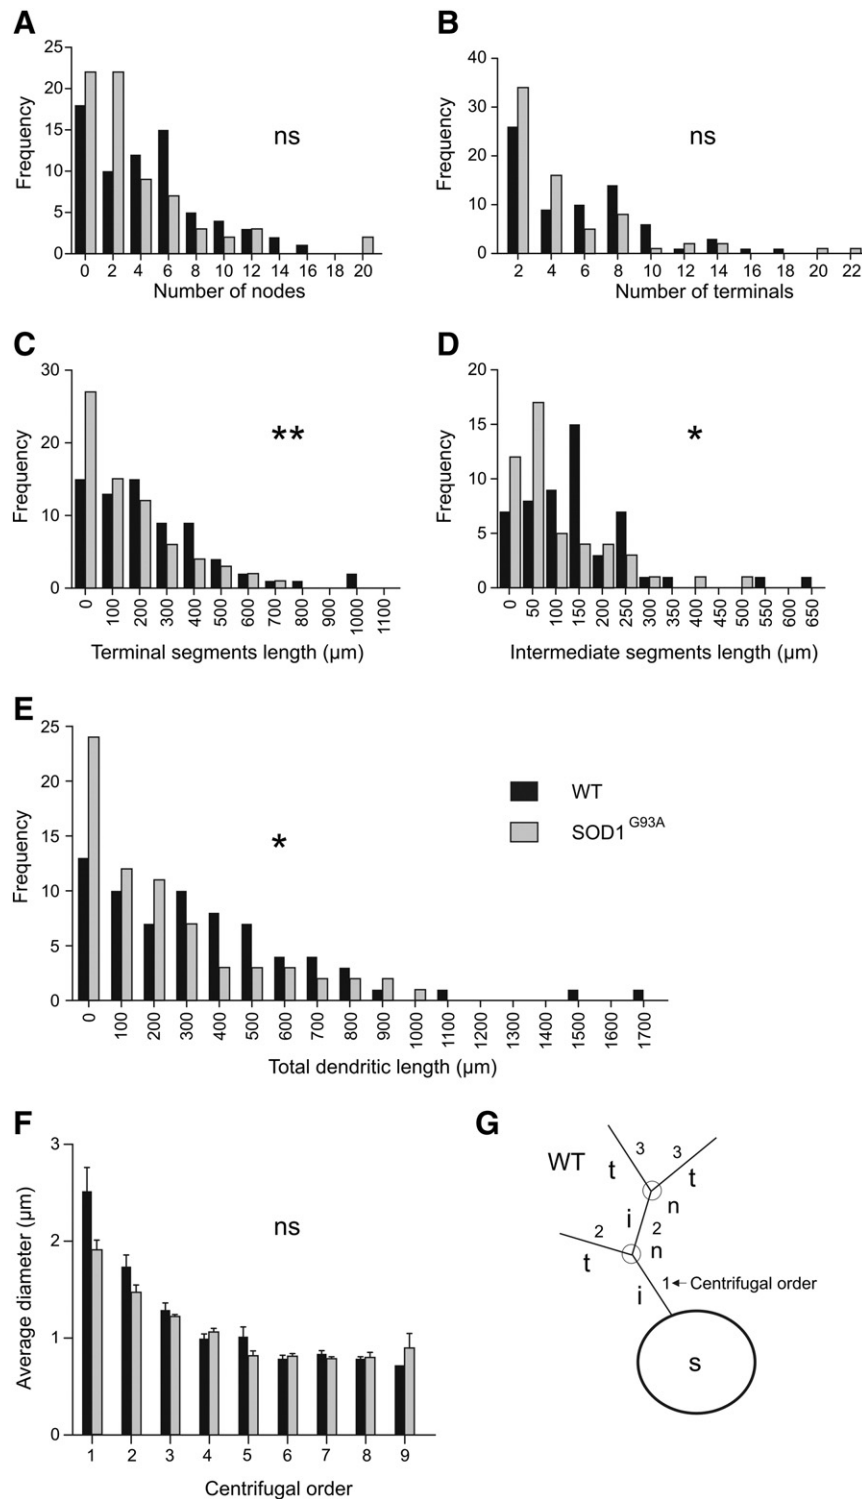 A
25
20
15
10
5
0
Frequency
ns
0 2 4 6 8 10 12 14 16 18 20
Number of nodes
B
40
30
20
10
0
Frequency
ns
2 4 6 8 10 12 14 16 18 20 22
Number of terminals
C
30
20
10
0
Frequency
**
0 100 200 300 400 500 600 700 800 900 1000 1100
Terminal segments length (µm)
D
20
15
10
5
0
Frequency
*
0 50 100 150 200 250 300 350 400 450 500 550 600 650
Intermediate segments length (µm)
E
25
20
15
10
5
0
Frequency
*
WT
SOD1 G93A
0 100 200 300 400 500 600 700 800 900 1000 1100 1200 1300 1400 1500 1600 1700
Total dendritic length (µm)
F
3
2
1
0
Average diameter (µm)
ns
1 2 3 4 5 6 7 8 9
Centrifugal order
G
WT
3 3
t t
n
i 2
2 n
t
i 1 ← Centrifugal order
s